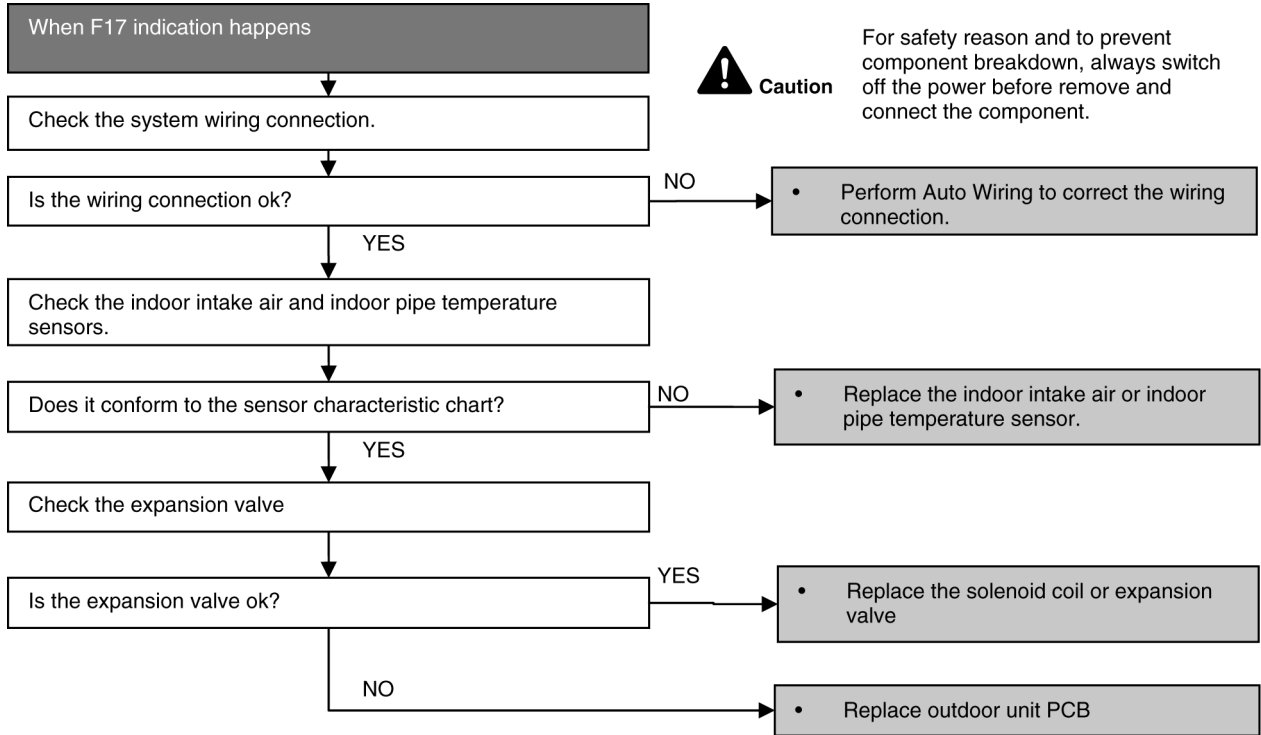 When F17 indication happens
Caution
For safety reason and to prevent
component breakdown, always switch
off the power before remove and
connect the component.
Check the system wiring connection.
Is the wiring connection ok?
NO
• Perform Auto Wiring to correct the wiring
connection.
YES
Check the indoor intake air and indoor pipe temperature
sensors.
Does it conform to the sensor characteristic chart?
NO
• Replace the indoor intake air or indoor
pipe temperature sensor.
YES
Check the expansion valve
Is the expansion valve ok?
YES
• Replace the solenoid coil or expansion
valve
NO
• Replace outdoor unit PCB